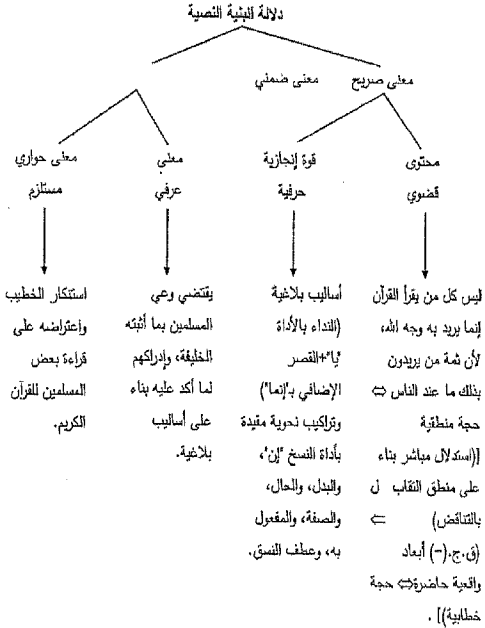 دلالة البنية النصية
معنى صريح
معنى ضمني
محتوى
قضوي
قوة إنجازية
حرفية
معنى
عرفي
معنى حواري
مستلزم
ليس كل من يقرأ القرآن
إنما يريد به وجه الله،
لأن ثمة من يريدون
بذلك ما عند الناس ⇔
حجة منطقية
[(استدلال مباشر بناء
على منطق النقاب ل
بالتناقض) ⇐
(ق.ج.(−) أبعاد
واقعية حاضرة⇔ حجة
خطابية)] .
أساليب بلاغية
(النداء بالأداة
"يا"+القصر
الإضافي بـ"إنما")
وتراكيب نحوية مقيدة
بأداة النسخ "إن"،
والبدل، والحال،
والصفة، والمفعول
به، وعطف النسق.
يقتضي وعي
المسلمين بما أثبته
الخليفة، وإدراكهم
لما أكد عليه بناء
على أساليب
بلاغية.
استنكار الخطيب
وإعتراضه على
قراءة بعض
المسلمين للقرآن
الكريم.